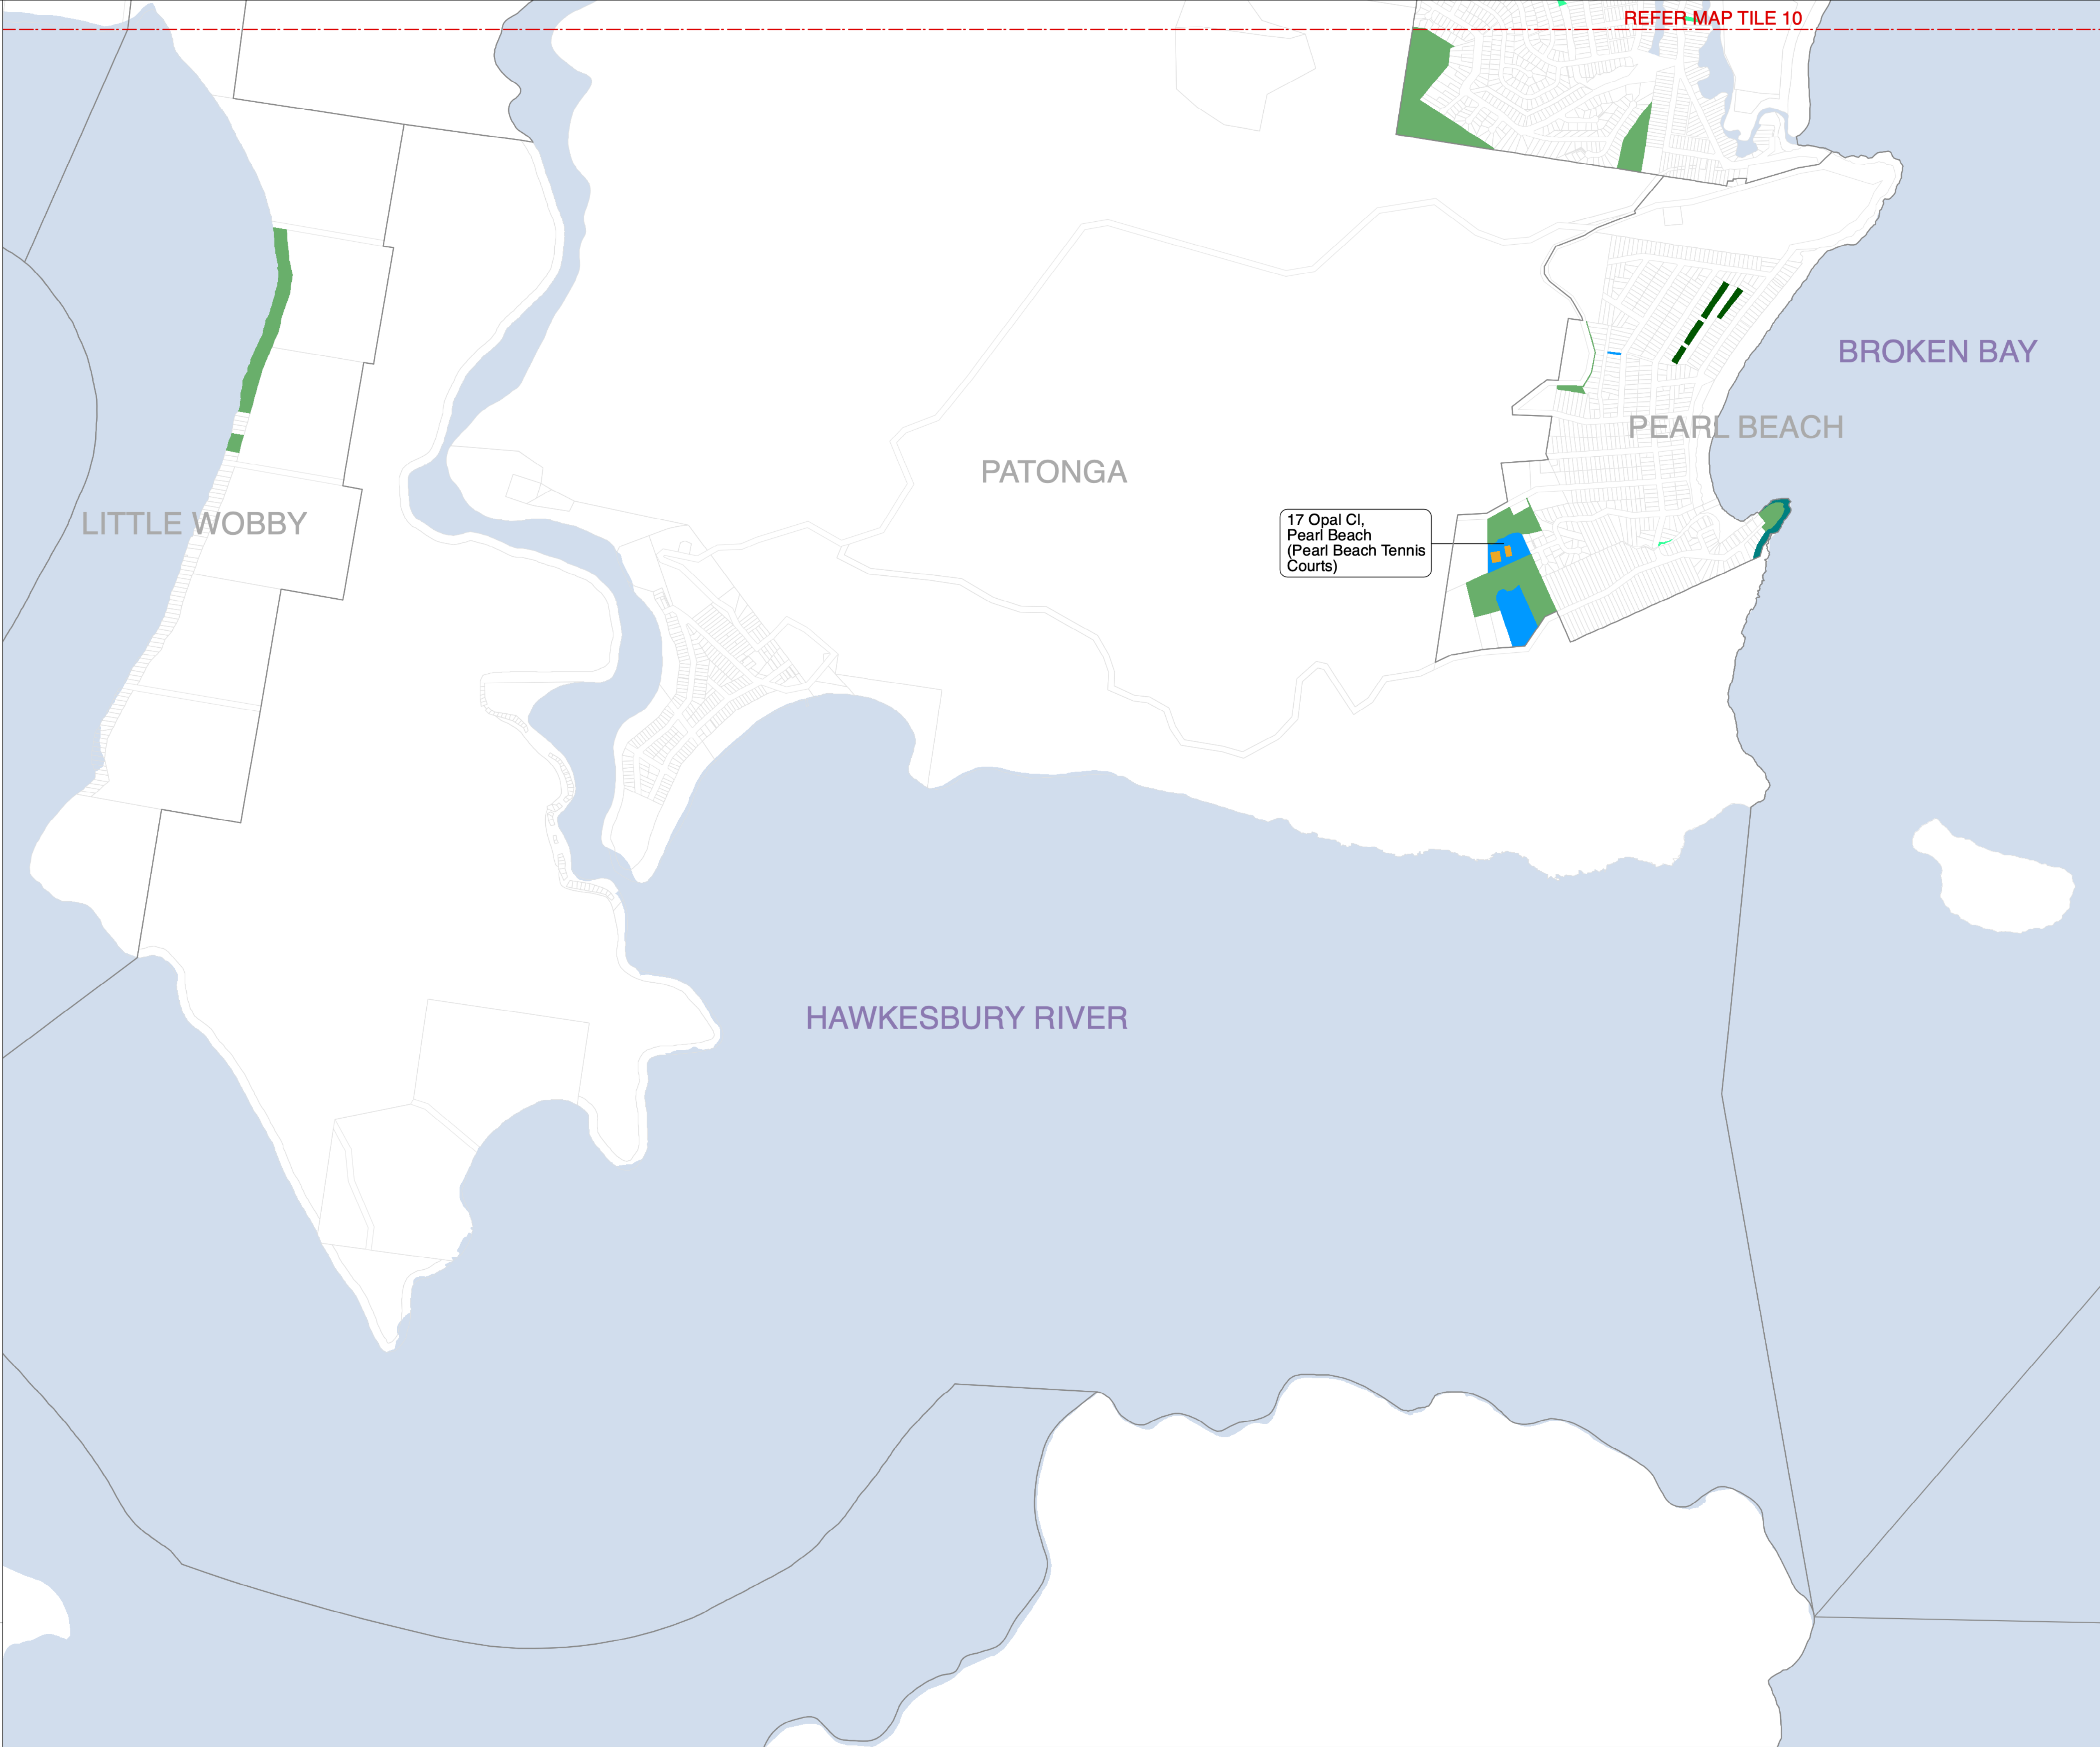 REFER MAP TILE 10
BROKEN BAY
PEARL BEACH
PATONGA
17 Opal Cl,
Pearl Beach
(Pearl Beach Tennis
Courts)
LITTLE WOBBY
HAWKESBURY RIVER